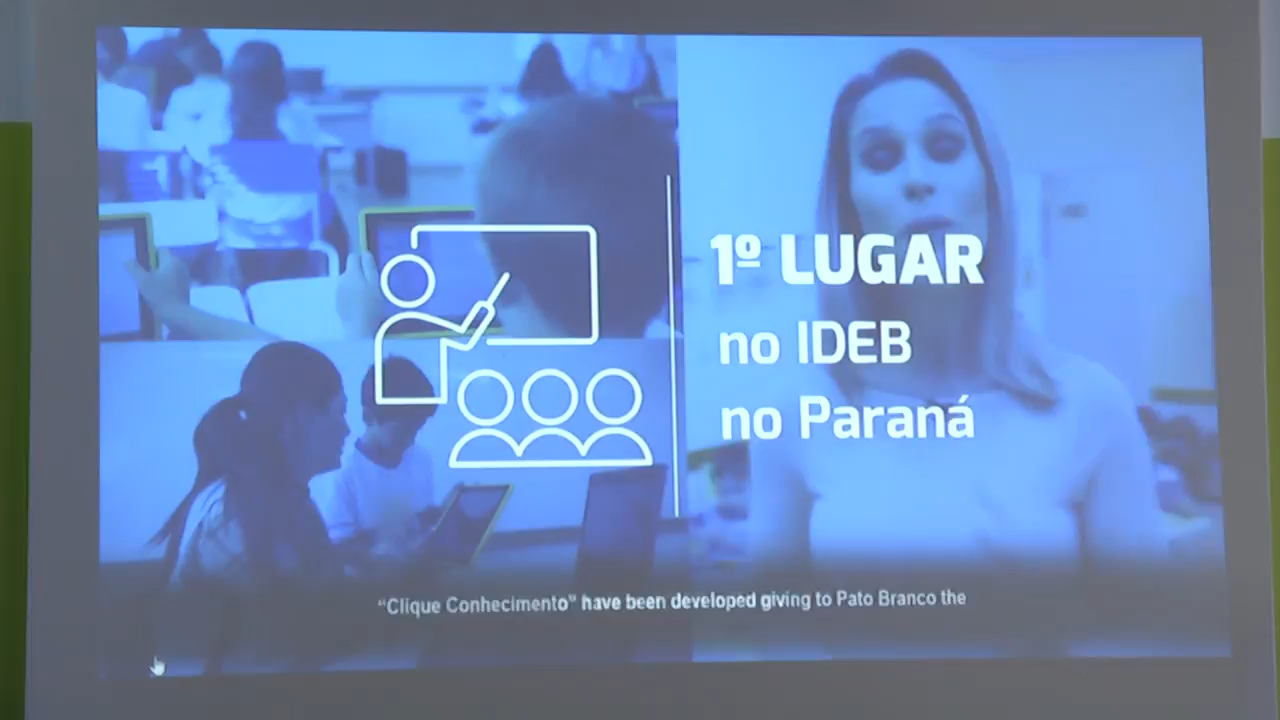 1º LUGAR
no IDEB
no Paraná
"Clique Conhecimento" have been developed giving to Pato Branco the